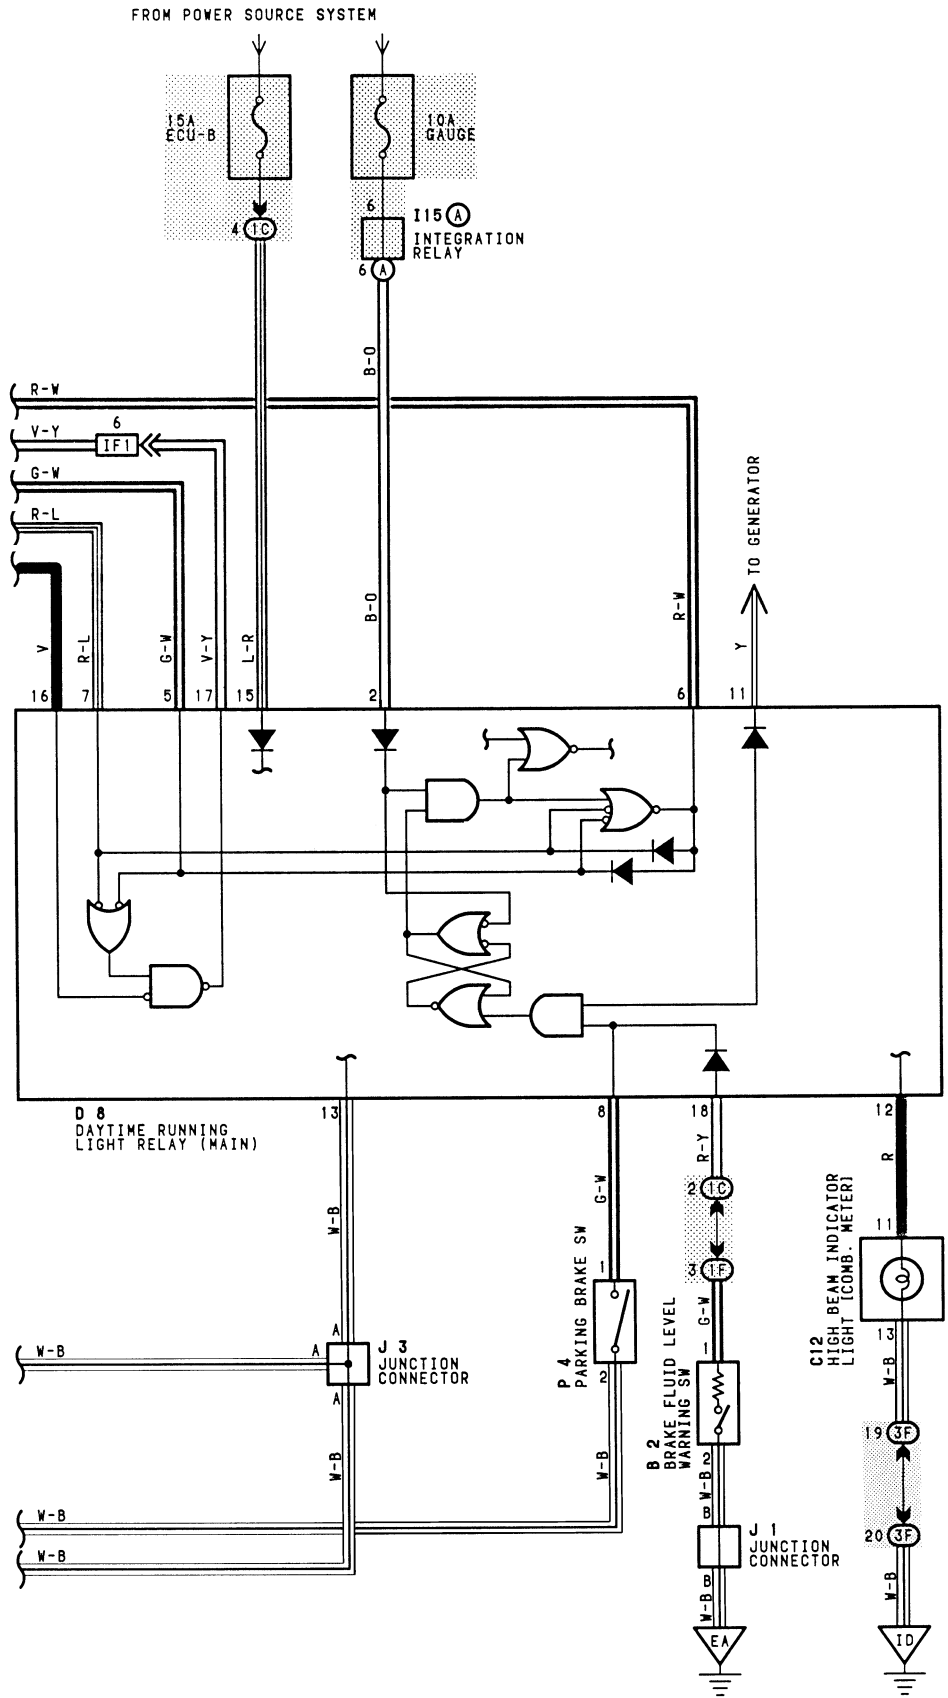 FROM POWER SOURCE SYSTEM
15A
ECU-B
10A
GAUGE
6
I15 A
INTEGRATION
RELAY
4 1C
6 A
B-O
R-W
6
V-Y
IF1
G-W
R-L
TO GENERATOR
V
R-L
G-W
V-Y
L-R
B-O
R-W
Y
16
7
5
17
15
2
6
11
D 8
DAYTIME RUNNING
LIGHT RELAY (MAIN)
13
8
18
12
W-B
G-W
R-Y
R
2 1C
3 1F
11
C12
HIGH BEAM INDICATOR
LIGHT [COMB. METER]
13
W-B
1
P 4
PARKING BRAKE SW
2
G-W
1
B 2
BRAKE FLUID LEVEL
WARNING SW
2
A
W-B
A
J 3
JUNCTION
CONNECTOR
A
W-B
W-B
W-B
B
J 1
JUNCTION
CONNECTOR
B
W-B
EA
19 3F
20 3F
W-B
ID
W-B
W-B